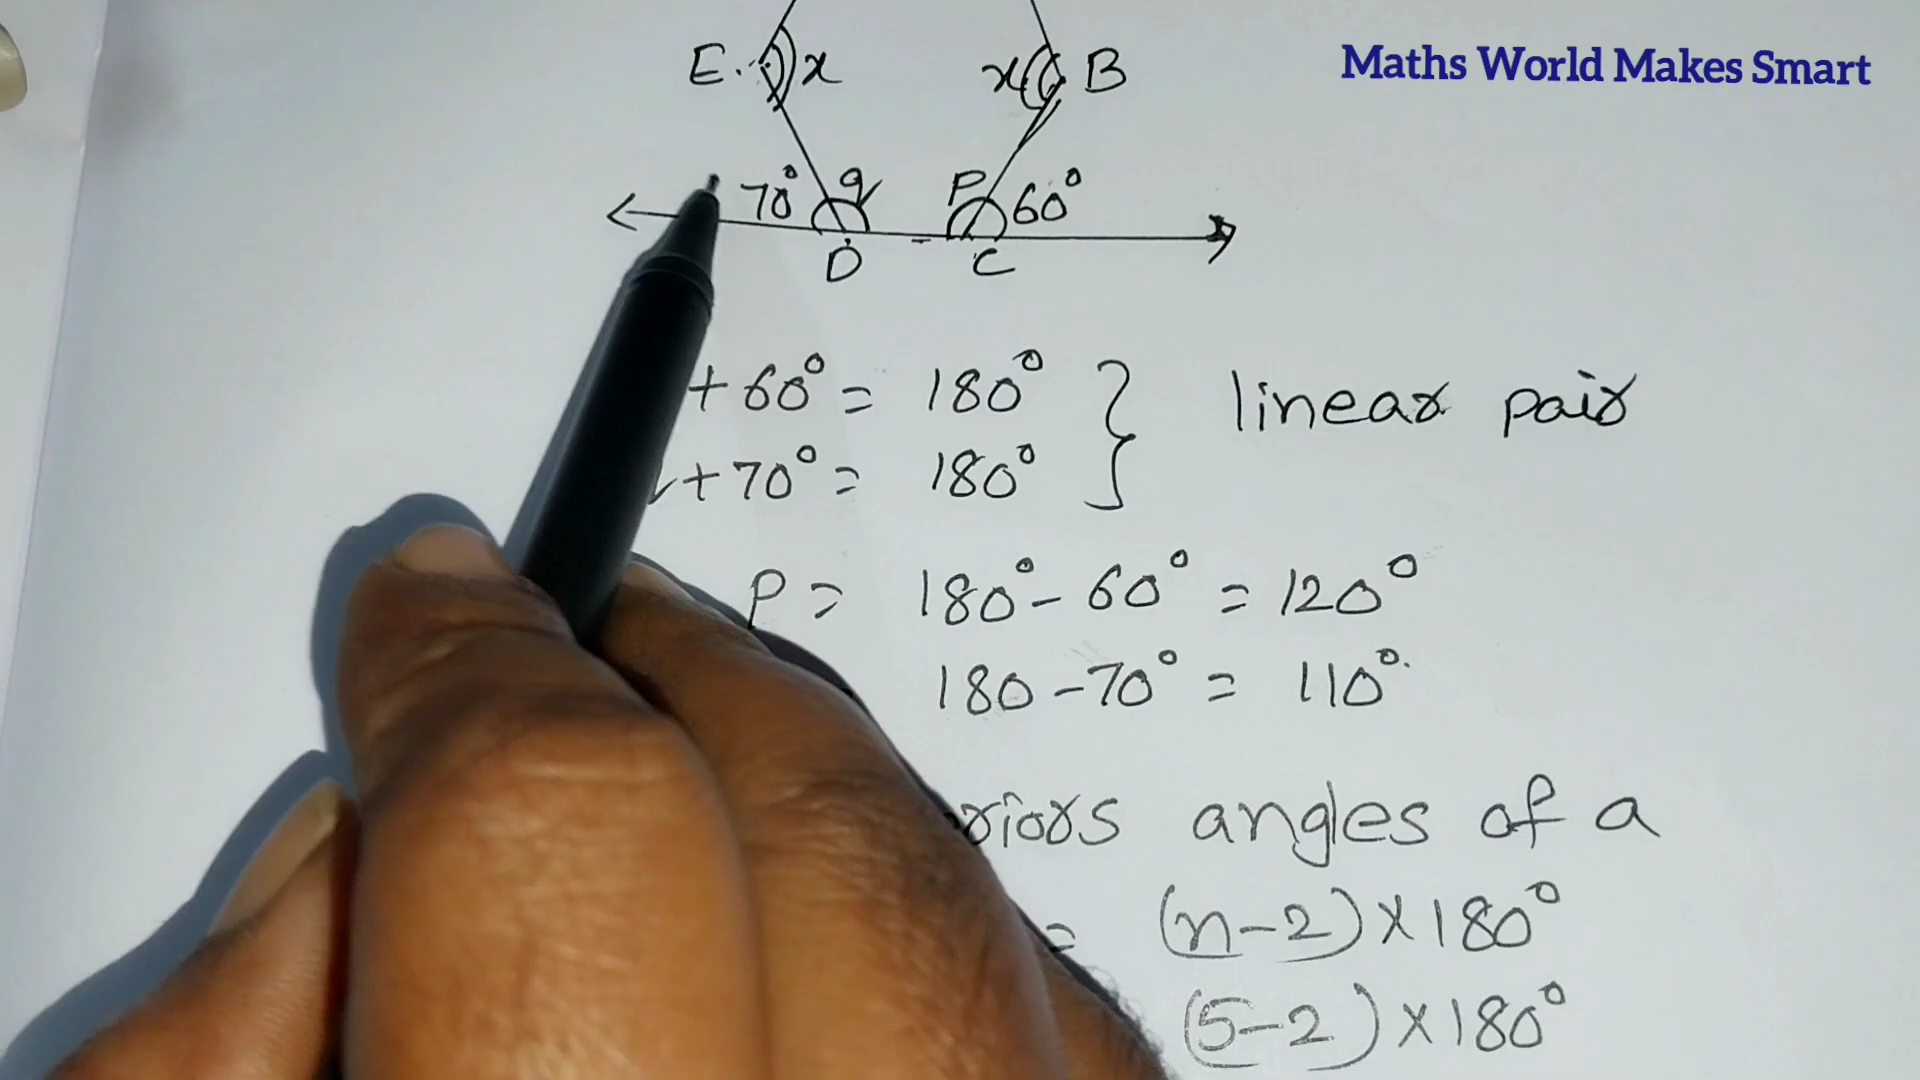 Maths World Makes Smart
E. x x B
70° q P 60°
D C
+ 60° = 180° } linear pair
+ 70° = 180°
P = 180° - 60° = 120°
180 - 70° = 110°.
angles of a
= (n-2) × 180°
(5-2) × 180°